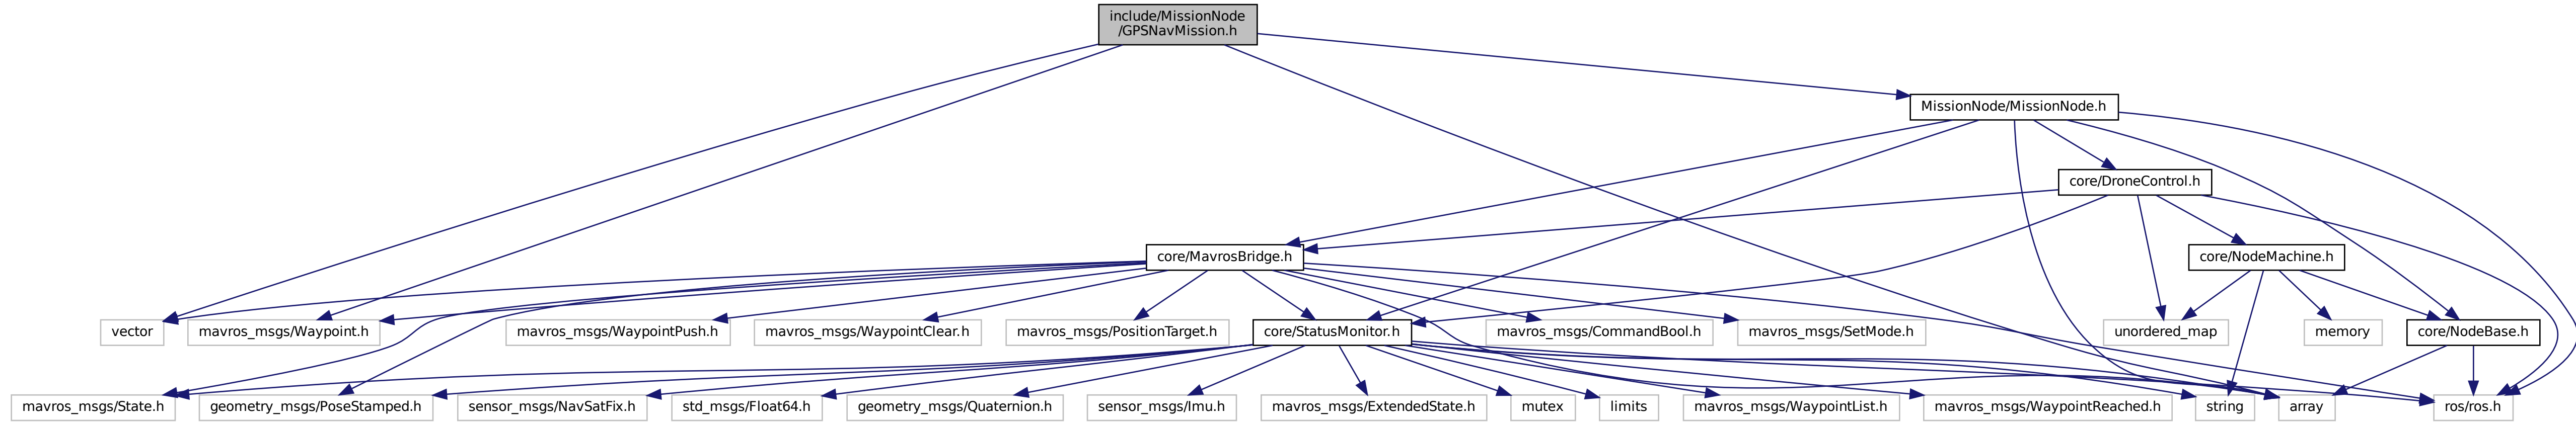 include/MissionNode
/GPSNavMission.h
MissionNode/MissionNode.h
core/DroneControl.h
core/MavrosBridge.h
core/NodeMachine.h
vector
mavros_msgs/Waypoint.h
mavros_msgs/WaypointPush.h
mavros_msgs/WaypointClear.h
mavros_msgs/PositionTarget.h
core/StatusMonitor.h
mavros_msgs/CommandBool.h
mavros_msgs/SetMode.h
unordered_map
memory
core/NodeBase.h
mavros_msgs/State.h
geometry_msgs/PoseStamped.h
sensor_msgs/NavSatFix.h
std_msgs/Float64.h
geometry_msgs/Quaternion.h
sensor_msgs/Imu.h
mavros_msgs/ExtendedState.h
mutex
limits
mavros_msgs/WaypointList.h
mavros_msgs/WaypointReached.h
string
array
ros/ros.h